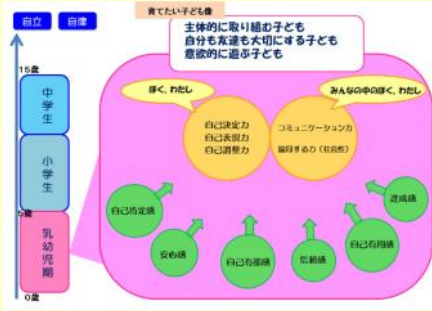 育てたい子ども像
自立 自律
主体的に取り組む子ども
自分も友達も大切にする子ども
意欲的に遊ぶ子ども
ぼく、わたし
みんなの中のぼく、わたし
15歳
中学生
自己決定力
自己表現力
自己調整力
コミュニケーション力
協同する力(社会性)
小学生
5歳
乳幼児期
0歳
自己肯定感
安心感
自己有能感
信頼感
自己有用感
達成感